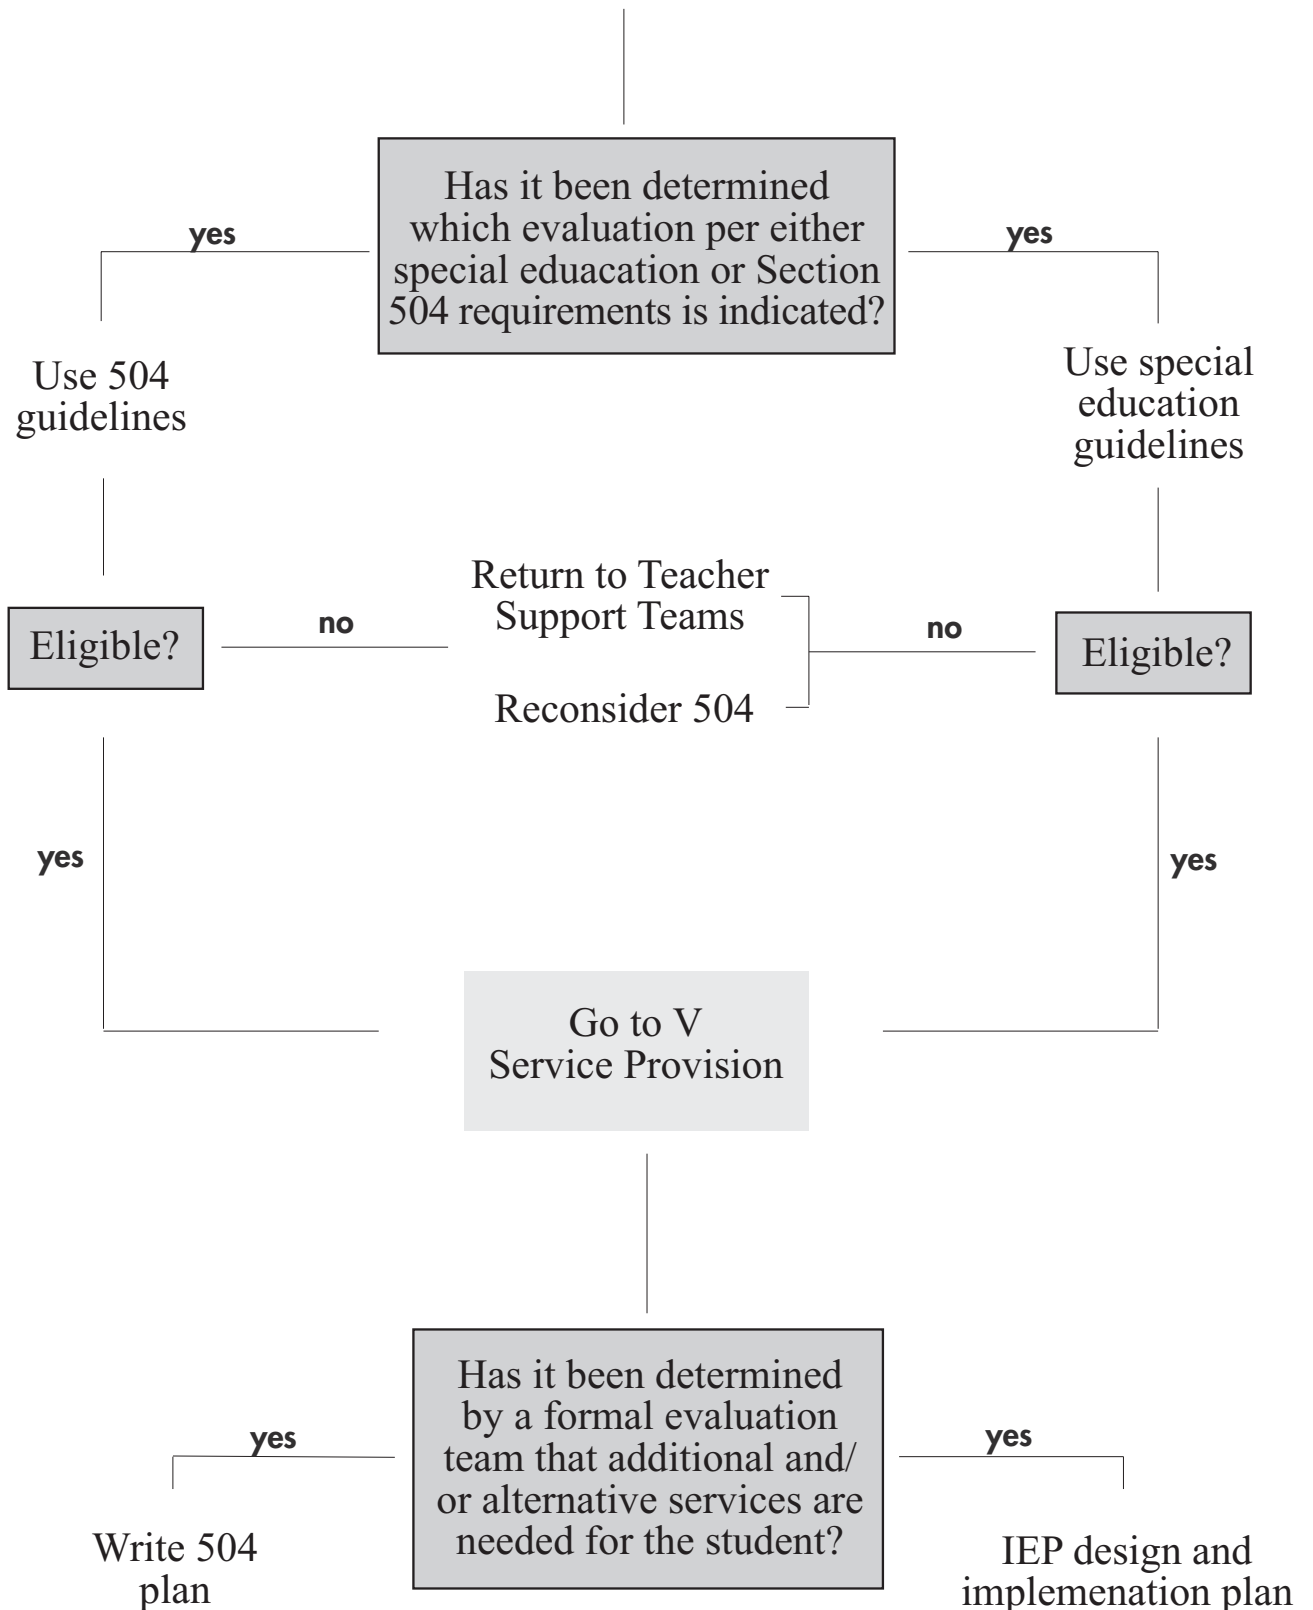 Has it been determined
which evaluation per either
special eduacation or Section
504 requirements is indicated?
yes
yes
Use 504
guidelines
Use special
education
guidelines
Eligible?
no
Return to Teacher
Support Teams
Reconsider 504
no
Eligible?
yes
yes
Go to V
Service Provision
Has it been determined
by a formal evaluation
team that additional and/
or alternative services are
needed for the student?
yes
yes
Write 504
plan
IEP design and
implemenation plan